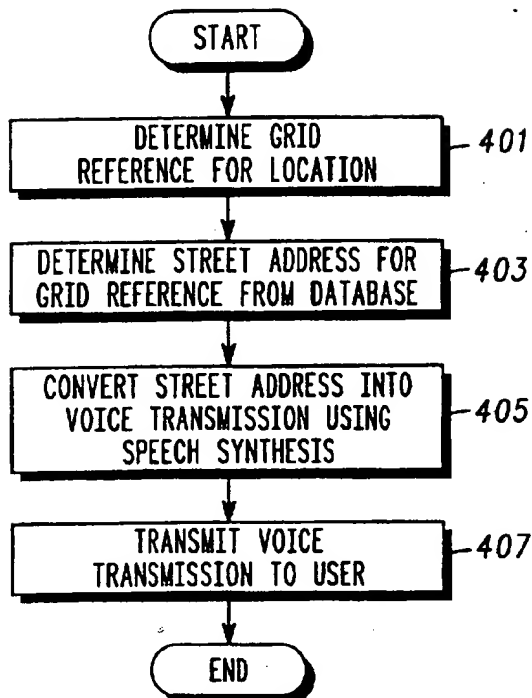 START
DETERMINE GRID
REFERENCE FOR LOCATION
401
DETERMINE STREET ADDRESS FOR
GRID REFERENCE FROM DATABASE
403
CONVERT STREET ADDRESS INTO
VOICE TRANSMISSION USING
SPEECH SYNTHESIS
405
TRANSMIT VOICE
TRANSMISSION TO USER
407
END